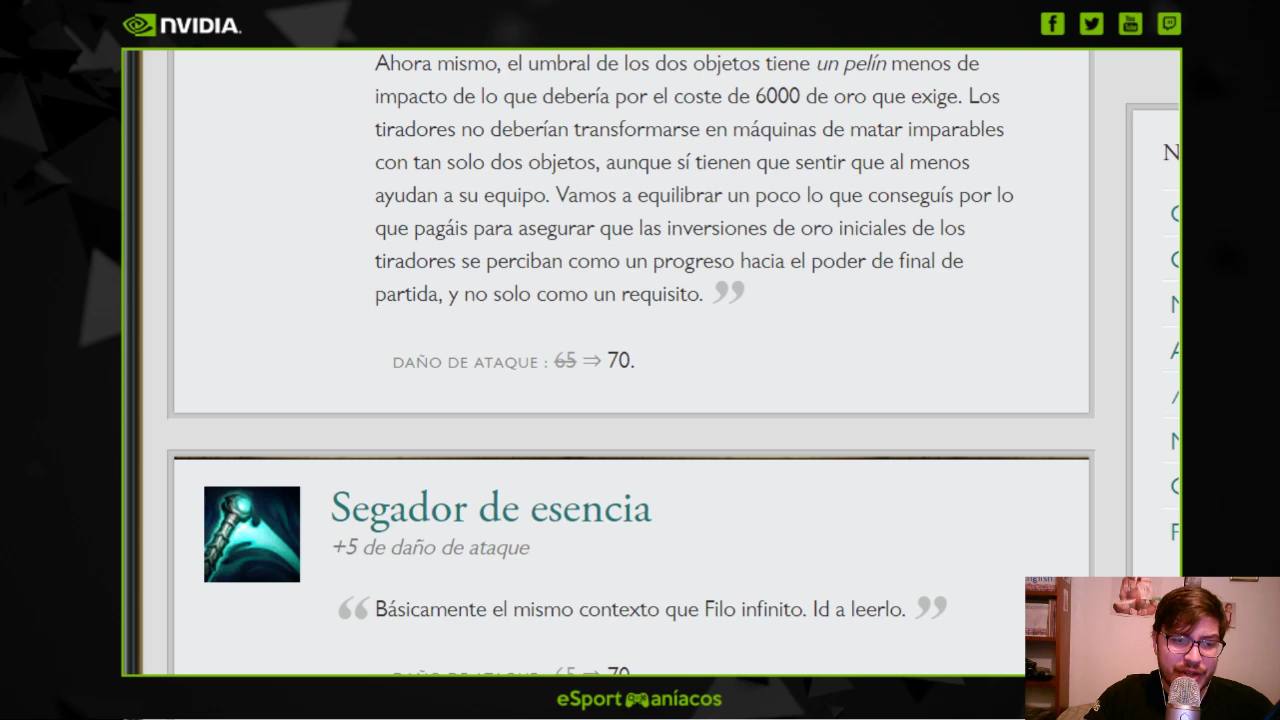 NVIDIA.
Ahora mismo, el umbral de los dos objetos tiene un pelín menos de
impacto de lo que debería por el coste de 6000 de oro que exige. Los
tiradores no deberían transformarse en máquinas de matar imparables
con tan solo dos objetos, aunque sí tienen que sentir que al menos
ayudan a su equipo. Vamos a equilibrar un poco lo que conseguís por lo
que pagáis para asegurar que las inversiones de oro iniciales de los
tiradores se perciban como un progreso hacia el poder de final de
partida, y no solo como un requisito. ”
DAÑO DE ATAQUE : 65 ⇒ 70.
Segador de esencia
+5 de daño de ataque
“ Básicamente el mismo contexto que Filo infinito. Id a leerlo. ”
eSportmaníacos